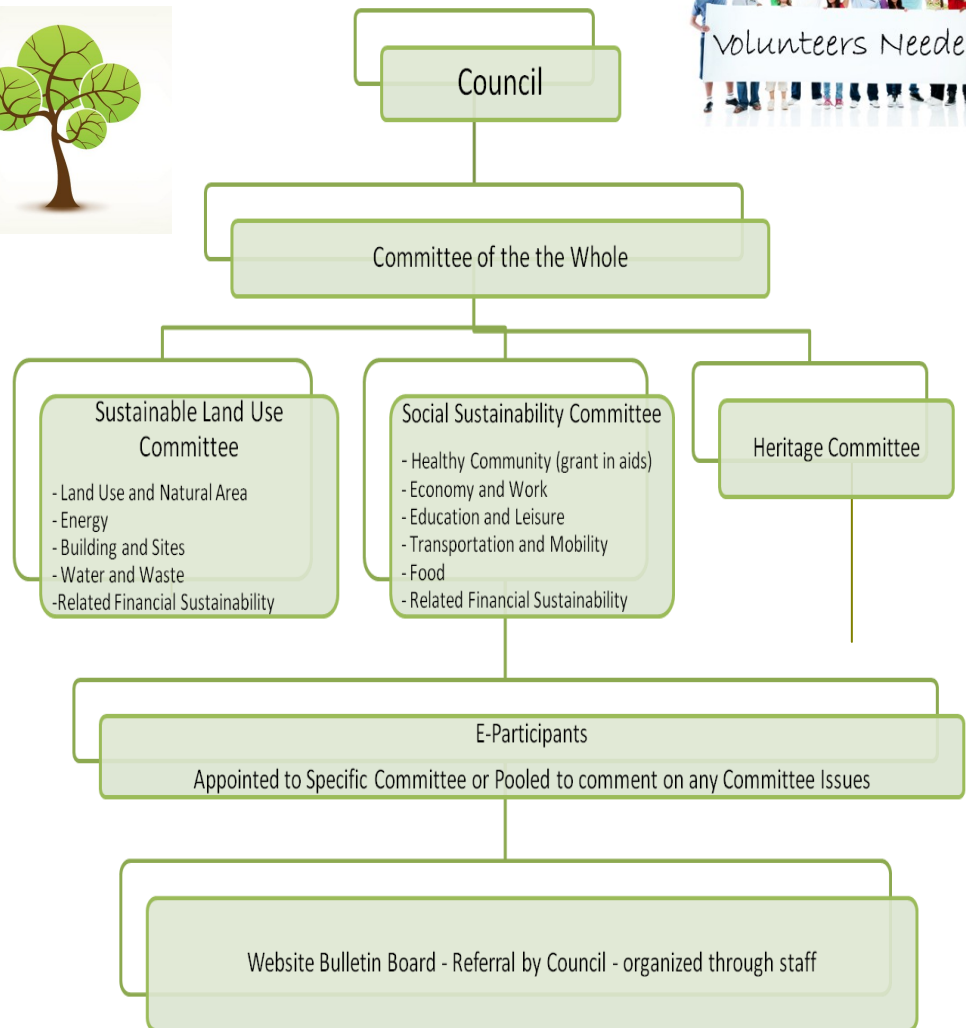 Volunteers Neede
Council
Committee of the the Whole
Sustainable Land Use
Committee
- Land Use and Natural Area
- Energy
- Building and Sites
- Water and Waste
-Related Financial Sustainability
Social Sustainability Committee
- Healthy Community (grant in aids)
- Economy and Work
- Education and Leisure
- Transportation and Mobility
- Food
- Related Financial Sustainability
Heritage Committee
E-Participants
Appointed to Specific Committee or Pooled to comment on any Committee Issues
Website Bulletin Board - Referral by Council - organized through staff